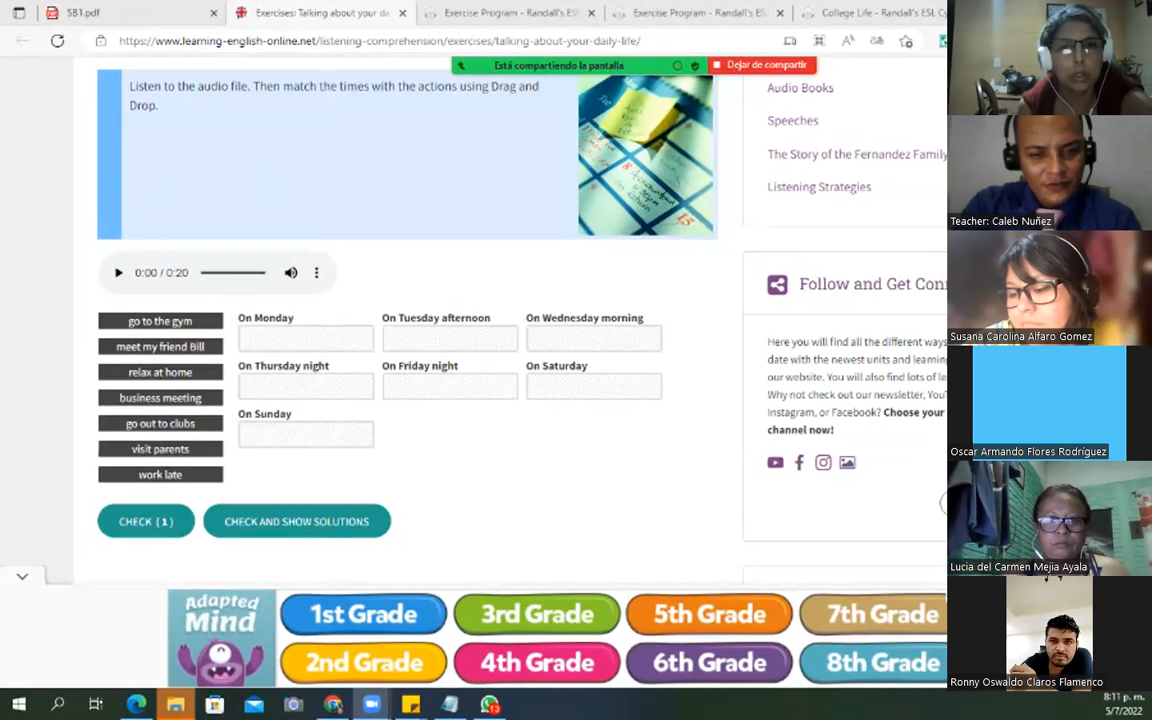 SB1.pdf
Exercises: Talking about your da
Exercise Program - Randall's ESL
Exercise Program - Randall's ESL
College Life - Randall's ESL Cy
https://www.learning-english-online.net/listening-comprehension/exercises/talking-about-your-daily-life/
Está compartiendo la pantalla
Dejar de compartir
Listen to the audio file. Then match the times with the actions using Drag and
Drop.
Audio Books
Speeches
The Story of the Fernandez Family
Listening Strategies
0:00 / 0:20
go to the gym
meet my friend Bill
relax at home
business meeting
go out to clubs
visit parents
work late
On Monday
On Tuesday afternoon
On Wednesday morning
On Thursday night
On Friday night
On Saturday
On Sunday
CHECK (1)
CHECK AND SHOW SOLUTIONS
Follow and Get Con
Here you will find all the different ways
date with the newest units and learning
our website. You will also find lots of le
Why not check out our newsletter, You
Instagram, or Facebook? Choose your
channel now!
Adapted
Mind
1st Grade
3rd Grade
5th Grade
7th Grade
2nd Grade
4th Grade
6th Grade
8th Grade
Teacher: Caleb Nuñez
Susana Carolina Alfaro Gomez
Oscar Armando Flores Rodríguez
Lucia del Carmen Mejia Ayala
Ronny Oswaldo Claros Flamenco
13
8:11 p. m.
5/7/2022